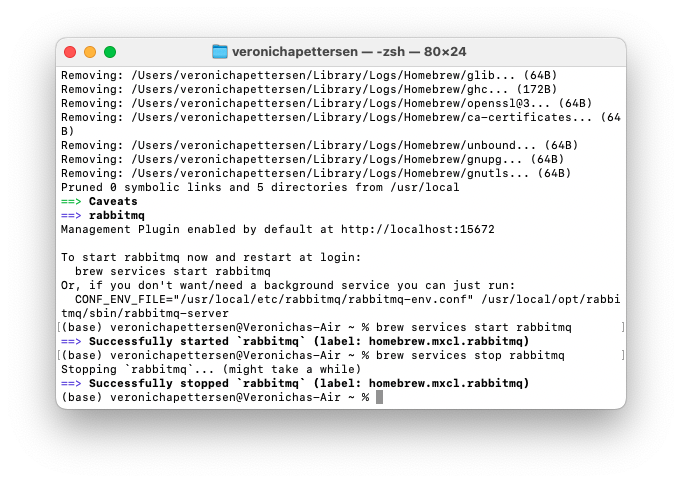 veronichapettersen — -zsh — 80×24
Removing: /Users/veronichapettersen/Library/Logs/Homebrew/glib... (64B)
Removing: /Users/veronichapettersen/Library/Logs/Homebrew/ghc... (172B)
Removing: /Users/veronichapettersen/Library/Logs/Homebrew/openssl@3... (64B)
Removing: /Users/veronichapettersen/Library/Logs/Homebrew/ca-certificates... (64
B)
Removing: /Users/veronichapettersen/Library/Logs/Homebrew/unbound... (64B)
Removing: /Users/veronichapettersen/Library/Logs/Homebrew/gnupg... (64B)
Removing: /Users/veronichapettersen/Library/Logs/Homebrew/gnutls... (64B)
Pruned 0 symbolic links and 5 directories from /usr/local
==> Caveats
==> rabbitmq
Management Plugin enabled by default at http://localhost:15672

To start rabbitmq now and restart at login:
  brew services start rabbitmq
Or, if you don't want/need a background service you can just run:
  CONF_ENV_FILE="/usr/local/etc/rabbitmq/rabbitmq-env.conf" /usr/local/opt/rabbi
tmq/sbin/rabbitmq-server
[(base) veronichapettersen@Veronichas-Air ~ % brew services start rabbitmq ]
==> Successfully started `rabbitmq` (label: homebrew.mxcl.rabbitmq)
[(base) veronichapettersen@Veronichas-Air ~ % brew services stop rabbitmq ]
Stopping `rabbitmq`... (might take a while)
==> Successfully stopped `rabbitmq` (label: homebrew.mxcl.rabbitmq)
(base) veronichapettersen@Veronichas-Air ~ %